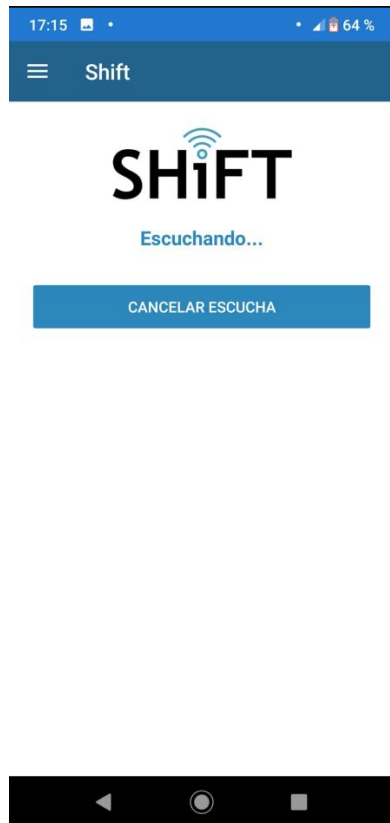 17:15 64 %
Shift
SHiFT
Escuchando...
CANCELAR ESCUCHA